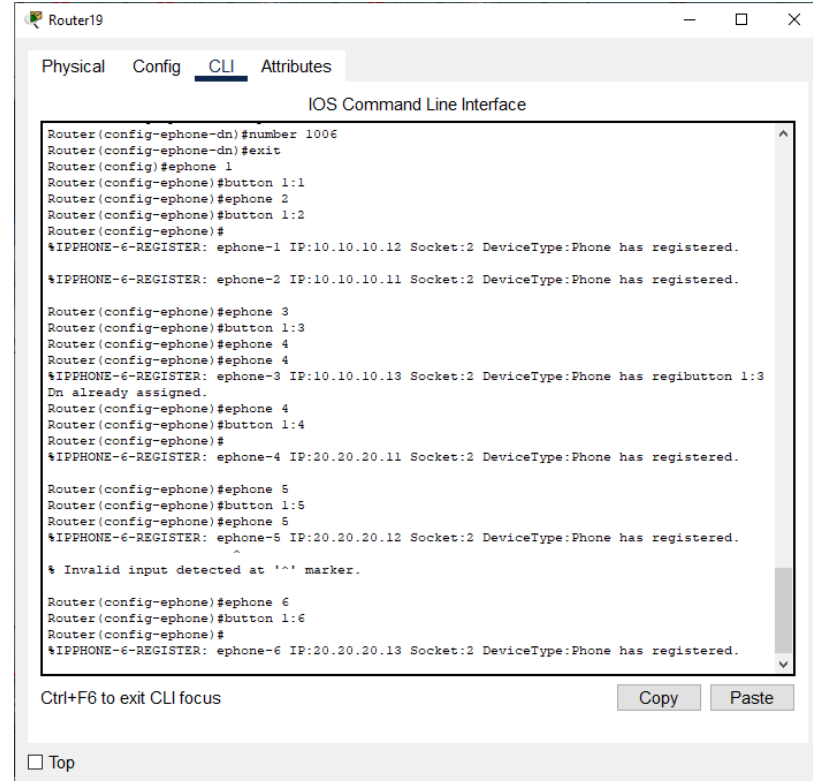 Router19
Physical Config CLI Attributes
IOS Command Line Interface
Router(config-ephone-dn)#number 1006
Router(config-ephone-dn)#exit
Router(config)#ephone 1
Router(config-ephone)#button 1:1
Router(config-ephone)#ephone 2
Router(config-ephone)#button 1:2
Router(config-ephone)#
%IPPHONE-6-REGISTER: ephone-1 IP:10.10.10.12 Socket:2 DeviceType:Phone has registered.
%IPPHONE-6-REGISTER: ephone-2 IP:10.10.10.11 Socket:2 DeviceType:Phone has registered.
Router(config-ephone)#ephone 3
Router(config-ephone)#button 1:3
Router(config-ephone)#ephone 4
Router(config-ephone)#ephone 4
%IPPHONE-6-REGISTER: ephone-3 IP:10.10.10.13 Socket:2 DeviceType:Phone has regibutton 1:3
Dn already assigned.
Router(config-ephone)#ephone 4
Router(config-ephone)#button 1:4
Router(config-ephone)#
%IPPHONE-6-REGISTER: ephone-4 IP:20.20.20.11 Socket:2 DeviceType:Phone has registered.
Router(config-ephone)#ephone 5
Router(config-ephone)#button 1:5
Router(config-ephone)#ephone 5
%IPPHONE-6-REGISTER: ephone-5 IP:20.20.20.12 Socket:2 DeviceType:Phone has registered.
^
% Invalid input detected at '^' marker.
Router(config-ephone)#ephone 6
Router(config-ephone)#button 1:6
Router(config-ephone)#
%IPPHONE-6-REGISTER: ephone-6 IP:20.20.20.13 Socket:2 DeviceType:Phone has registered.
Ctrl+F6 to exit CLI focus Copy Paste
Top